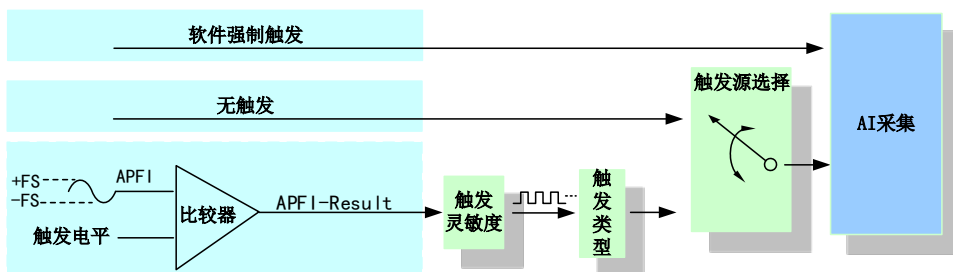 软件强制触发
无触发
触发源选择
AI采集
+FS
-FS
APFI
触发电平
比较器
APFI-Result
触发
灵敏度
触
发
类
型